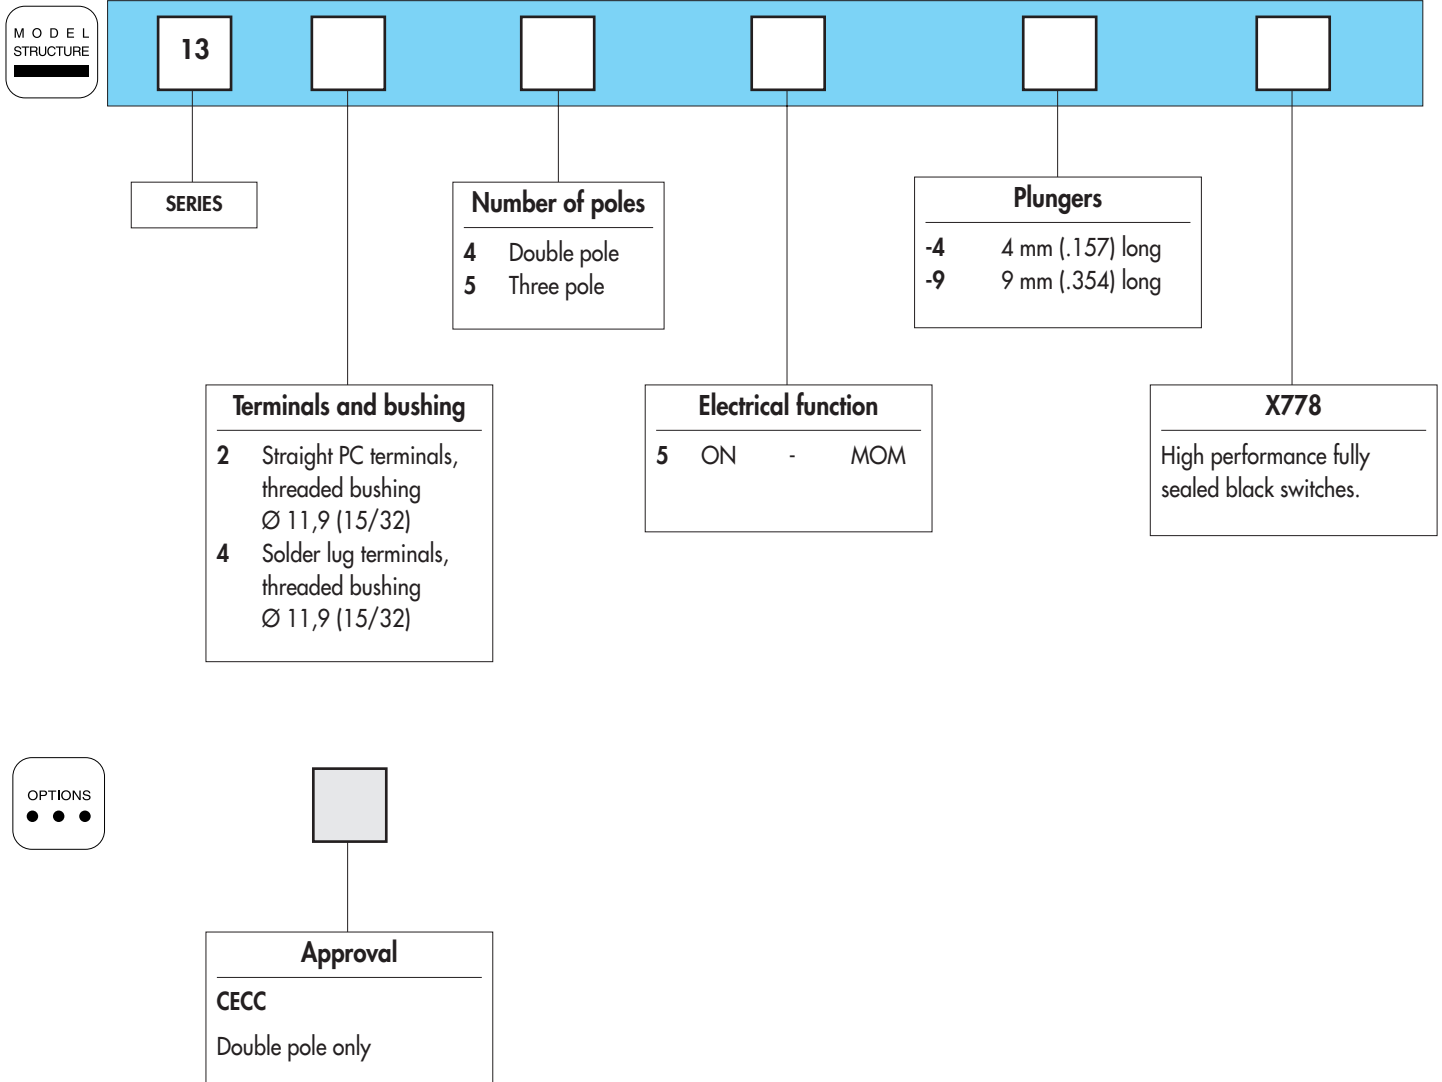 MODEL
STRUCTURE
13
SERIES
Number of poles
4 Double pole
5 Three pole
Plungers
-4 4 mm (.157) long
-9 9 mm (.354) long
Terminals and bushing
2 Straight PC terminals,
threaded bushing
Ø 11,9 (15/32)
4 Solder lug terminals,
threaded bushing
Ø 11,9 (15/32)
Electrical function
5 ON - MOM
X778
High performance fully
sealed black switches.
OPTIONS
Approval
CECC
Double pole only